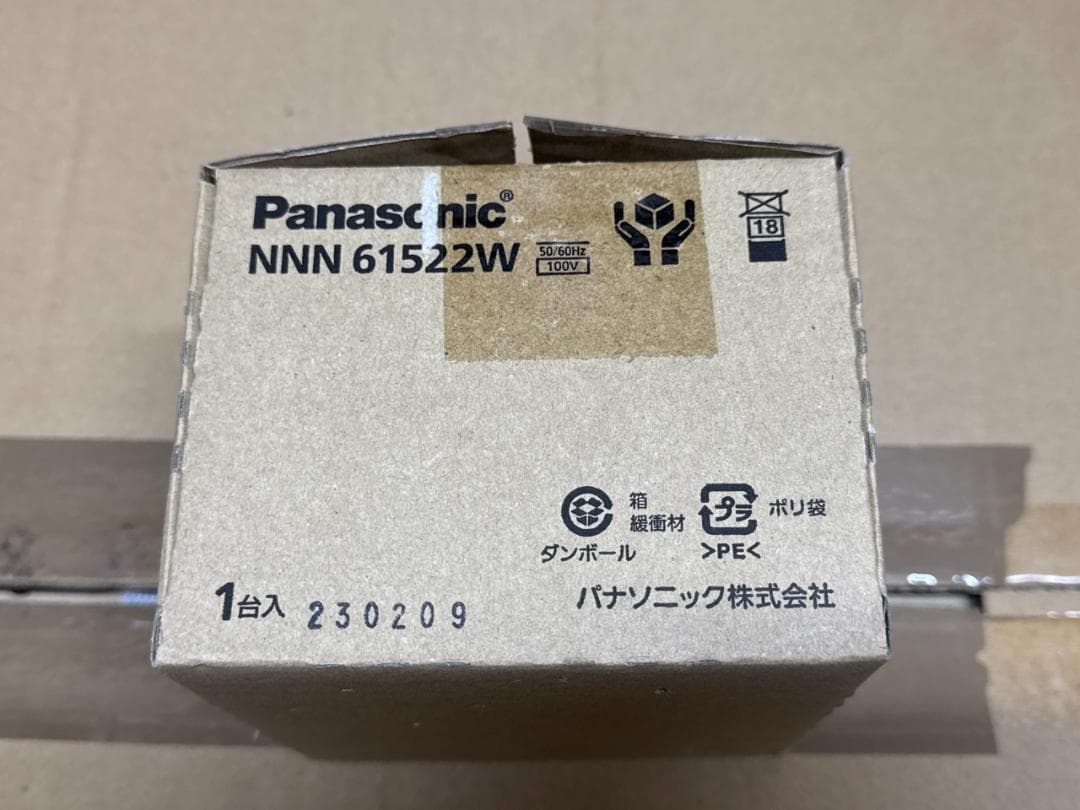 Panasonic®
NNN 61522W
50/60Hz
100V
18
箱
緩衝材
ダンボール
プラ
ポリ袋
>PE<
1台入 230209
パナソニック株式会社